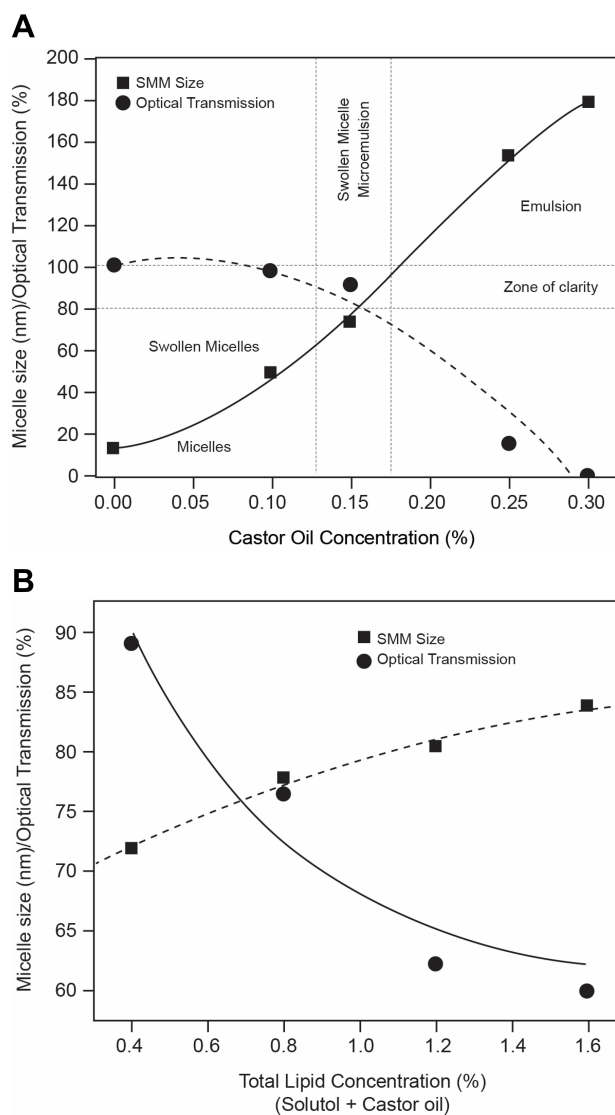 A
Micelle size (nm)/Optical Transmission (%)
200
180
160
140
120
100
80
60
40
20
0
SMM Size
Optical Transmission
Swollen Micelle
Microemulsion
Emulsion
Zone of clarity
Swollen Micelles
Micelles
0.00 0.05 0.10 0.15 0.20 0.25 0.30
Castor Oil Concentration (%)
B
Micelle size (nm)/Optical Transmission (%)
90
85
80
75
70
65
60
SMM Size
Optical Transmission
0.4 0.6 0.8 1.0 1.2 1.4 1.6
Total Lipid Concentration (%)
(Solutol + Castor oil)